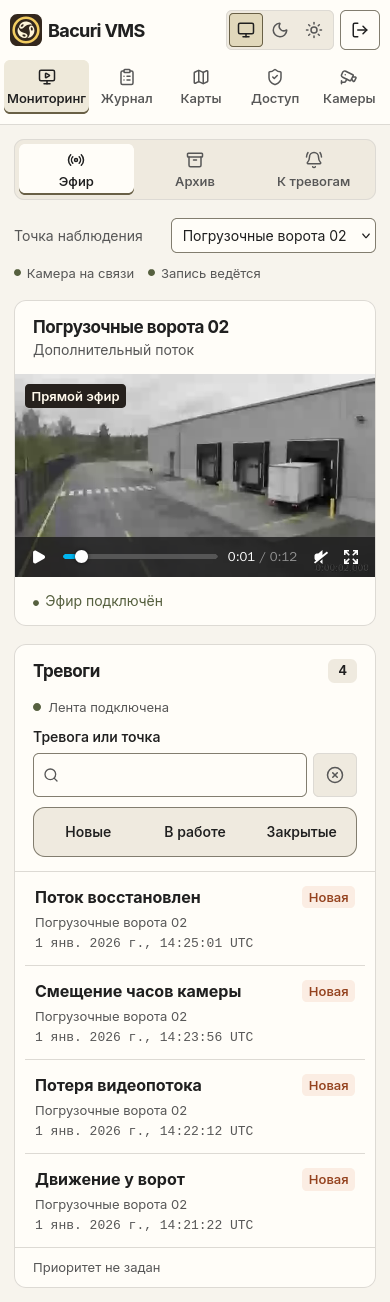 Bacuri VMS
Мониторинг
Журнал
Карты
Доступ
Камеры
Эфир
Архив
К тревогам
Точка наблюдения
Погрузочные ворота 02
Камера на связи
Запись ведётся
Погрузочные ворота 02
Дополнительный поток
Прямой эфир
0:01 / 0:12
Эфир подключён
Тревоги
4
Лента подключена
Тревога или точка
Новые
В работе
Закрытые
Поток восстановлен
Новая
Погрузочные ворота 02
1 янв. 2026 г., 14:25:01 UTC
Смещение часов камеры
Новая
Погрузочные ворота 02
1 янв. 2026 г., 14:23:56 UTC
Потеря видеопотока
Новая
Погрузочные ворота 02
1 янв. 2026 г., 14:22:12 UTC
Движение у ворот
Новая
Погрузочные ворота 02
1 янв. 2026 г., 14:21:22 UTC
Приоритет не задан